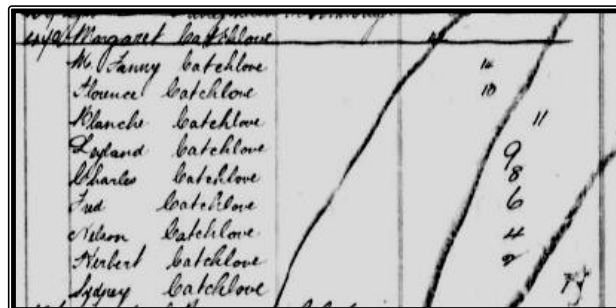 Margaret Catchlove
M. Fanny Catchlove 14
Florence Catchlove 10
Blanche Catchlove 11
Leyland Catchlove 9
Charles Catchlove 8
Fred Catchlove 6
Nelson Catchlove 4
Herbert Catchlove 2
Sydney Catchlove